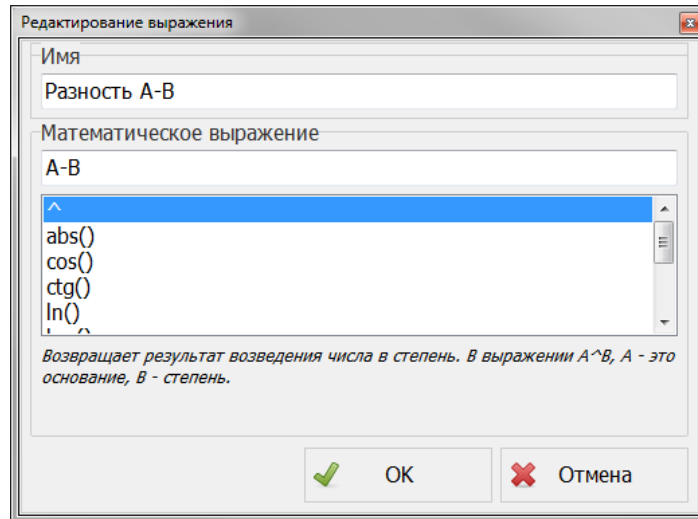 Редактирование выражения
Имя
Разность А-В
Математическое выражение
А-В
^
abs()
cos()
ctg()
ln()
Возвращает результат возведения числа в степень. В выражении А^В, А - это
основание, В - степень.
OK
Отмена